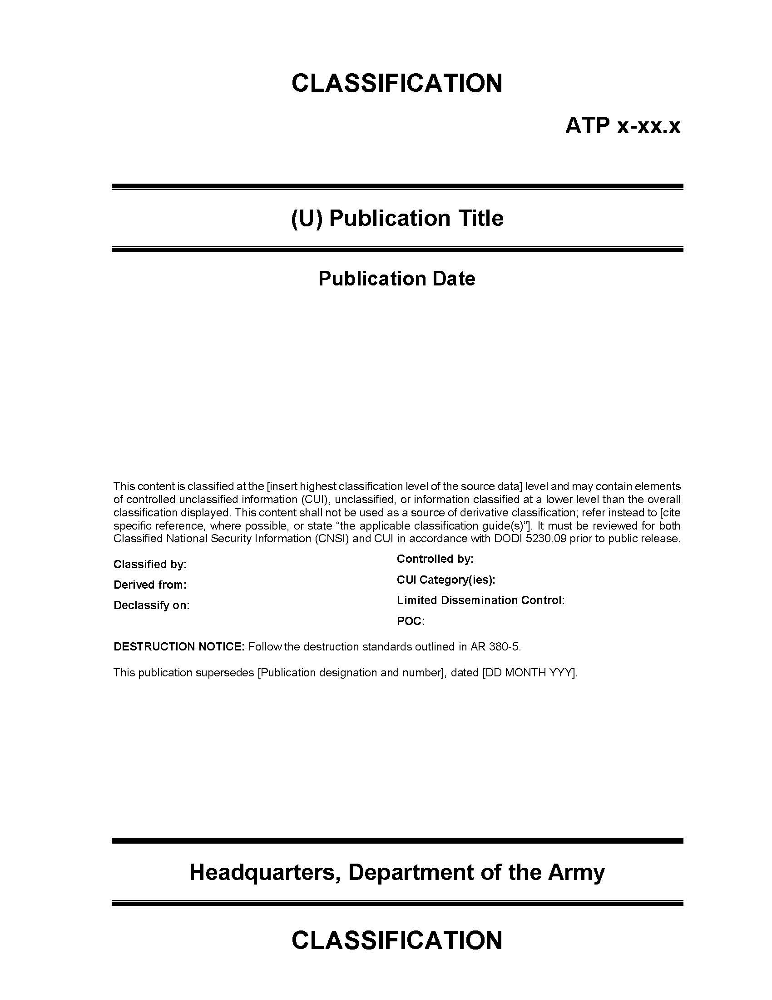 CLASSIFICATION
ATP x-xx.x
(U) Publication Title
Publication Date
This content is classified at the [insert highest classification level of the source data] level and may contain elements
of controlled unclassified information (CUI), unclassified, or information classified at a lower level than the overall
classification displayed. This content shall not be used as a source of derivative classification; refer instead to [cite
specific reference, where possible, or state “the applicable classification guide(s)”]. It must be reviewed for both
Classified National Security Information (CNSI) and CUI in accordance with DODI 5230.09 prior to public release.
Classified by:
Derived from:
Declassify on:
Controlled by:
CUI Category(ies):
Limited Dissemination Control:
POC:
DESTRUCTION NOTICE: Follow the destruction standards outlined in AR 380-5.
This publication supersedes [Publication designation and number], dated [DD MONTH YYY].
Headquarters, Department of the Army
CLASSIFICATION